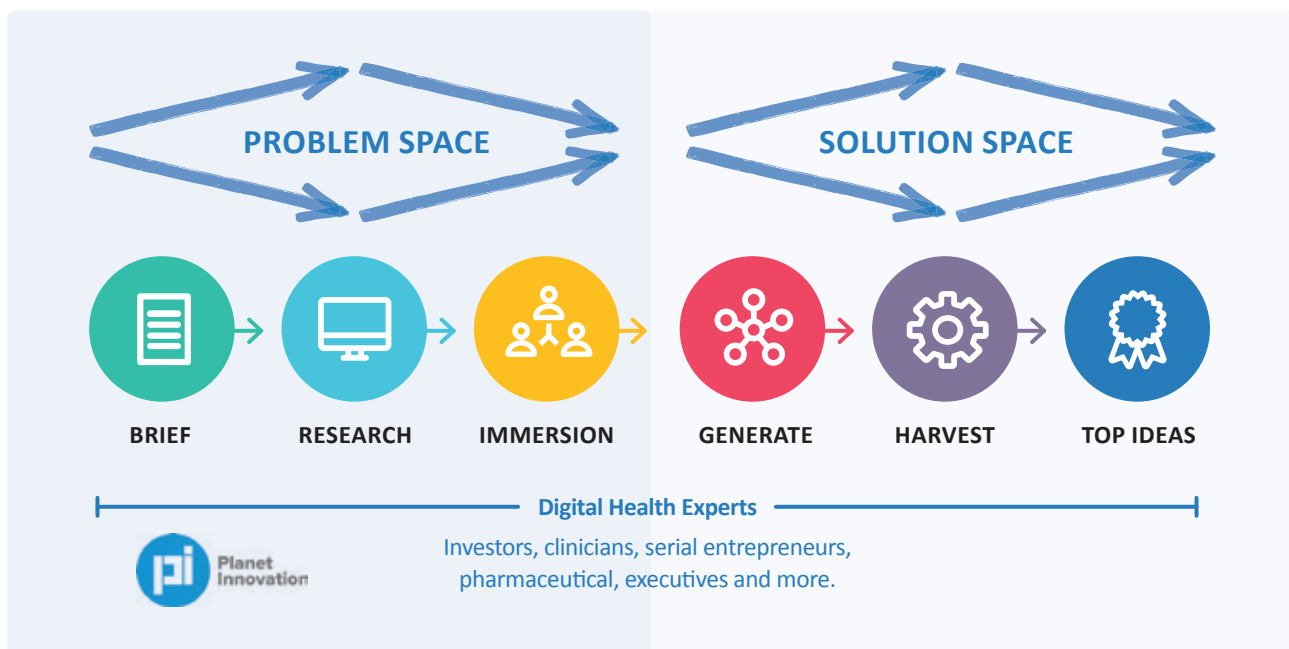 PROBLEM SPACE
SOLUTION SPACE
BRIEF
RESEARCH
IMMERSION
GENERATE
HARVEST
TOP IDEAS
Digital Health Experts
pi
Planet
Innovation
Investors, clinicians, serial entrepreneurs,
pharmaceutical, executives and more.